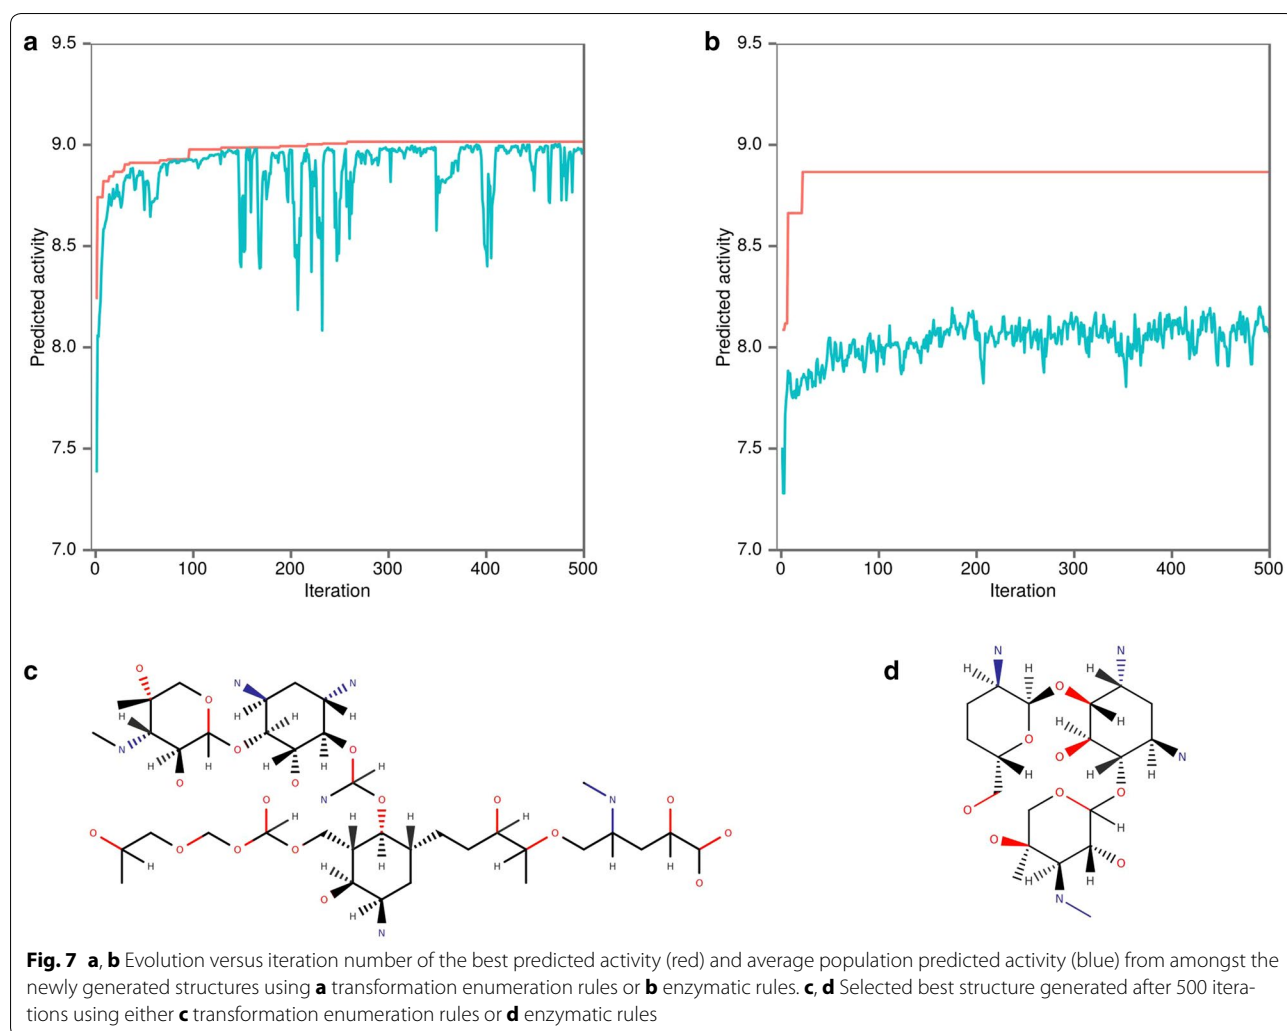 a
9.5
9.0
8.5
8.0
7.5
7.0
Predicted activity
0 100 200 300 400 500
Iteration
b
9.5
9.0
8.5
8.0
7.5
7.0
Predicted activity
0 100 200 300 400 500
Iteration
c
O
N
N
O
H
H
H
H
H
N
O
H
H
H
O
O
H
O
O
H
N
O
O
H
H
H
O
N
O
O
H
O
O
O
O
H
H
H
H
H
H
O
O
H
N
d
N
N
H
H
H
O
H
H
O
O
N
H
H
H
O
O
O
H
O
H
H
O
N
Fig. 7 a, b Evolution versus iteration number of the best predicted activity (red) and average population predicted activity (blue) from amongst the
newly generated structures using a transformation enumeration rules or b enzymatic rules. c, d Selected best structure generated after 500 itera-
tions using either c transformation enumeration rules or d enzymatic rules